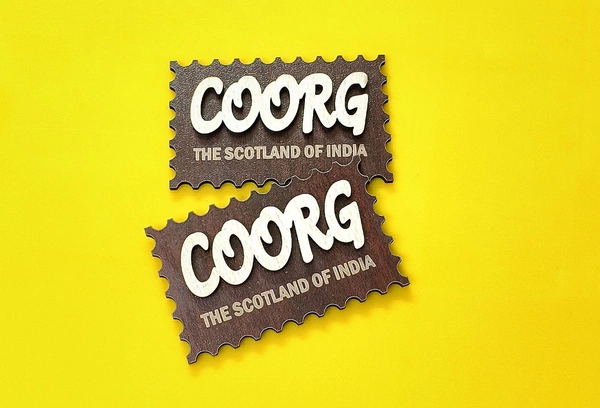 COORG
THE SCOTLAND OF INDIA
COORG
THE SCOTLAND OF INDIA